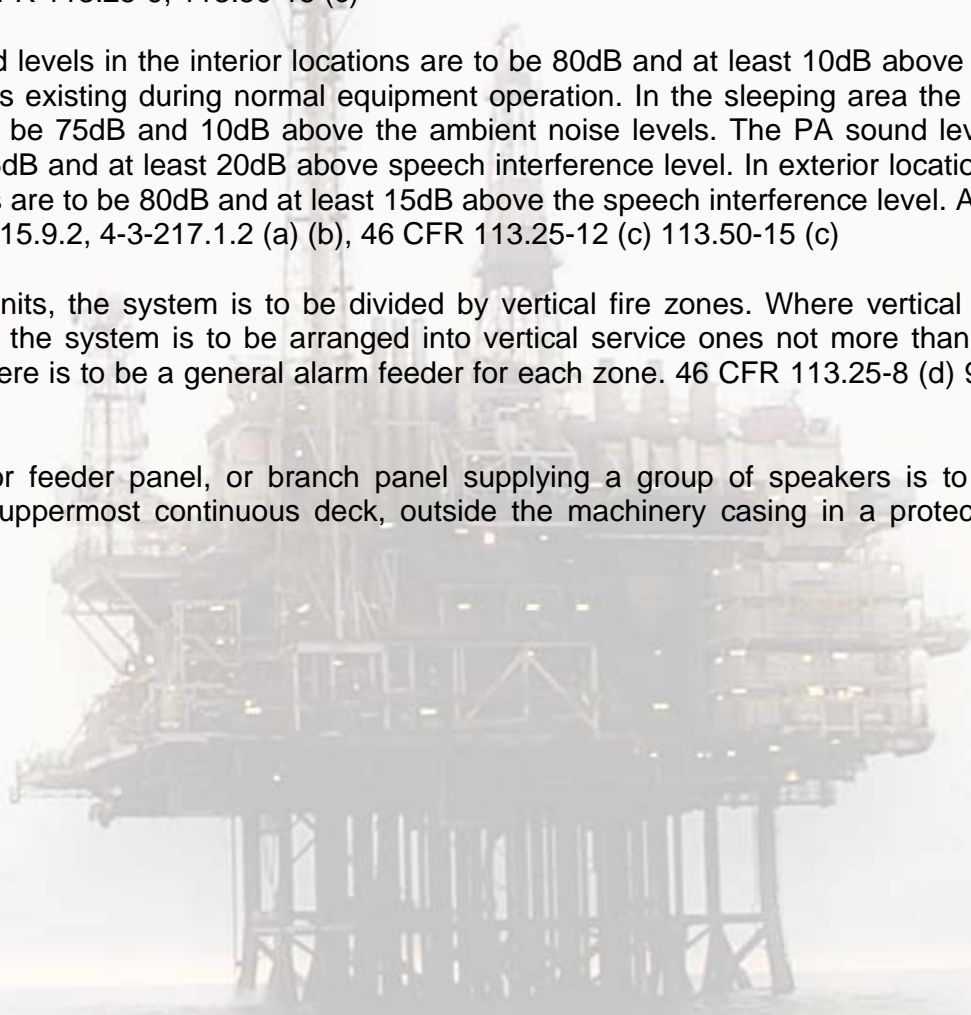 d levels in the interior locations are to be 80dB and at least 10dB above
s existing during normal equipment operation. In the sleeping area the
be 75dB and 10dB above the ambient noise levels. The PA sound lev
dB and at least 20dB above speech interference level. In exterior locatio
s are to be 80dB and at least 15dB above the speech interference level. A
15.9.2, 4-3-217.1.2 (a) (b), 46 CFR 113.25-12 (c) 113.50-15 (c)
nits, the system is to be divided by vertical fire zones. Where vertical
the system is to be arranged into vertical service ones not more than
ere is to be a general alarm feeder for each zone. 46 CFR 113.25-8 (d) 9
or feeder panel, or branch panel supplying a group of speakers is to
uppermost continuous deck, outside the machinery casing in a protec